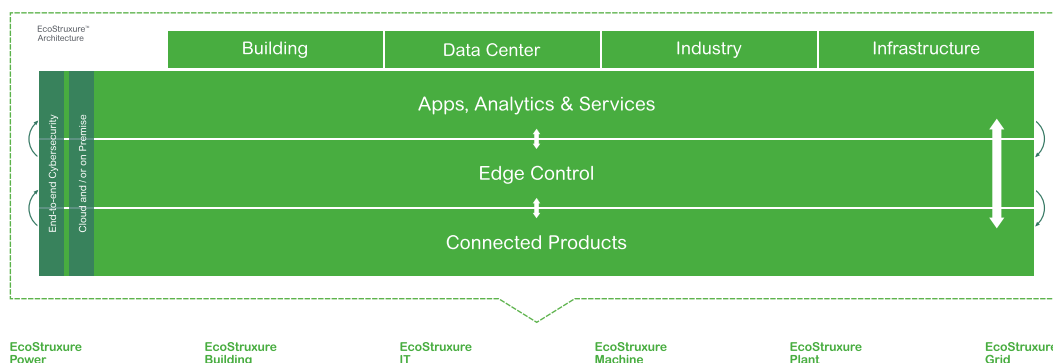 EcoStruxure™
Architecture
Building
Data Center
Industry
Infrastructure
End-to-end Cybersecurity
Cloud and / or on Premise
Apps, Analytics & Services
Edge Control
Connected Products
EcoStruxure
Power
EcoStruxure
Building
EcoStruxure
IT
EcoStruxure
Machine
EcoStruxure
Plant
EcoStruxure
Grid